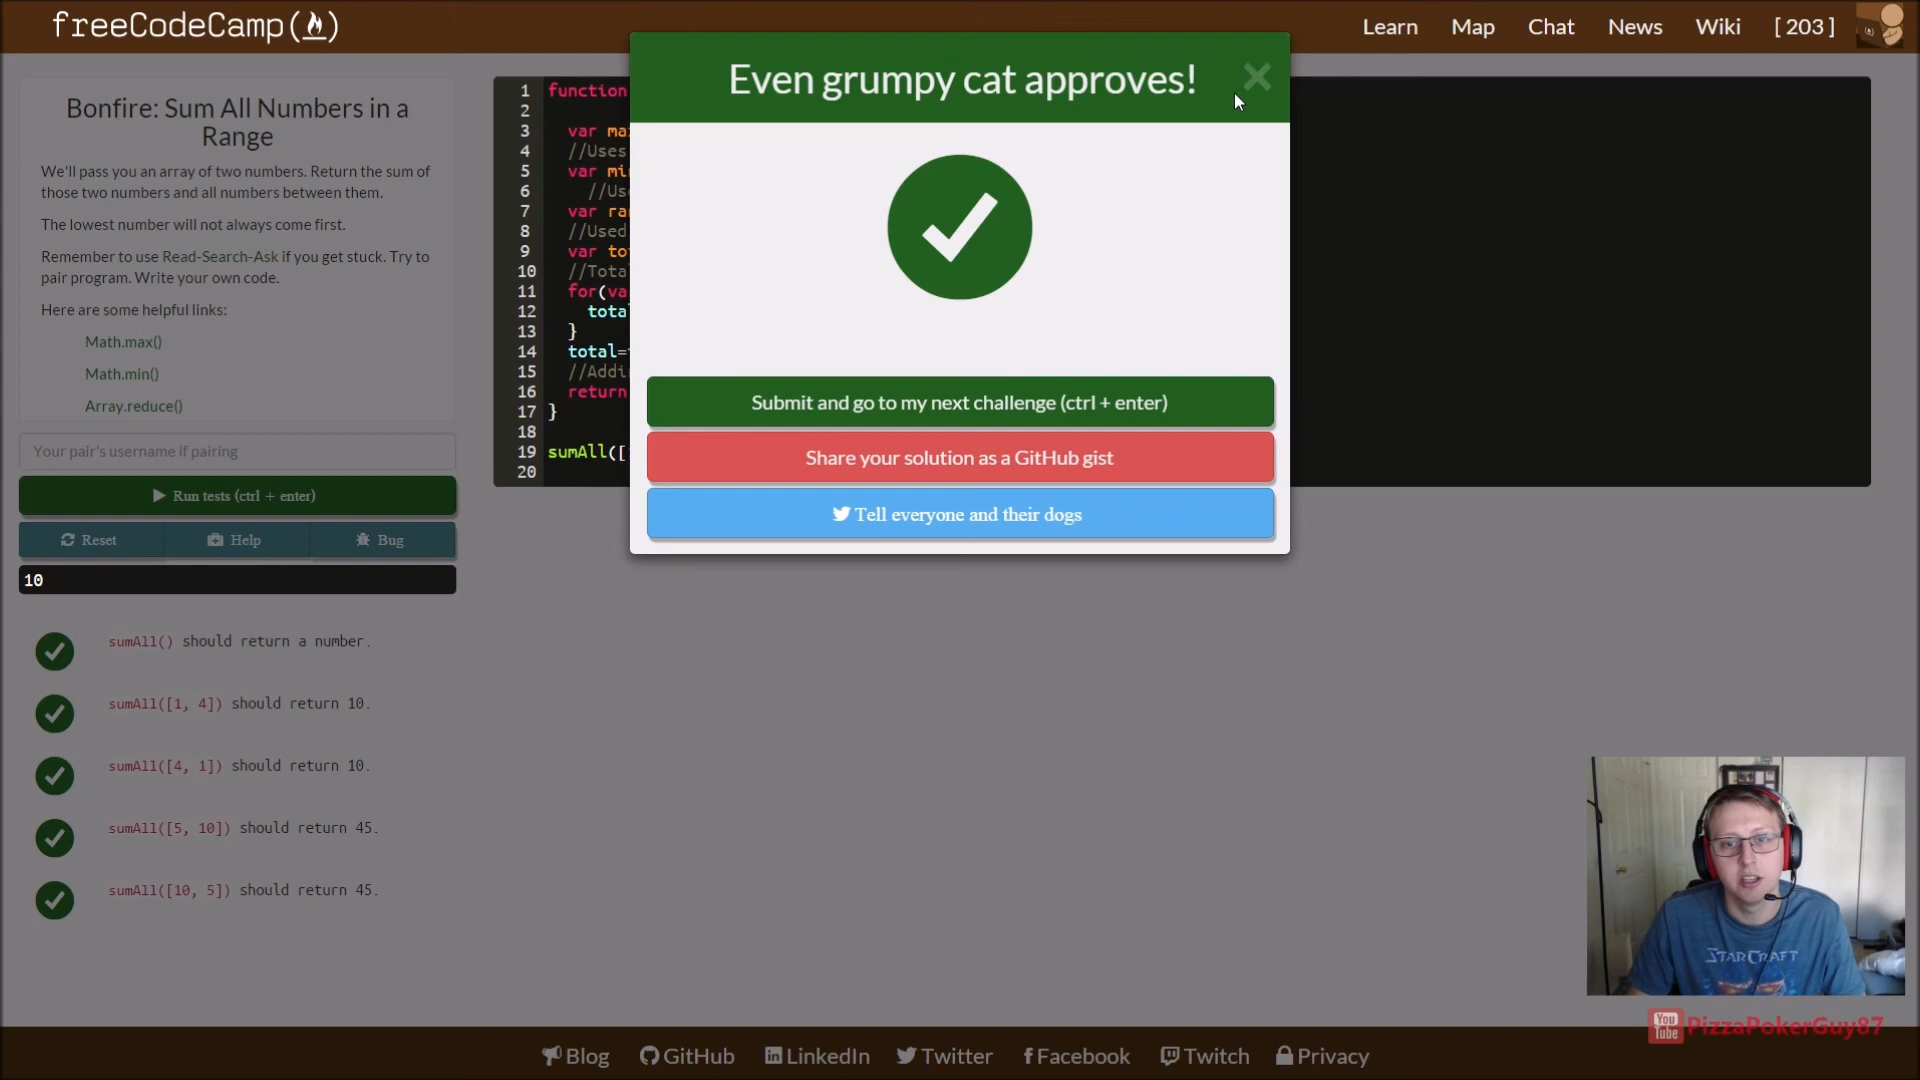 freeCodeCamp(🔥)
Learn Map Chat News Wiki [ 203 ]
Bonfire: Sum All Numbers in a
Range
We'll pass you an array of two numbers. Return the sum of
those two numbers and all numbers between them.
The lowest number will not always come first.
Remember to use Read-Search-Ask if you get stuck. Try to
pair program. Write your own code.
Here are some helpful links:
Math.max()
Math.min()
Array.reduce()
Your pair's username if pairing
Run tests (ctrl + enter)
Reset Help Bug
10
sumAll() should return a number.
sumAll([1, 4]) should return 10.
sumAll([4, 1]) should return 10.
sumAll([5, 10]) should return 45.
sumAll([10, 5]) should return 45.
1 function
2
3 var
4 //Uses
5 var
6
7 var
8 //Used
9 var
10
11 for(
12
13 }
14 total=
15
16 return
17 }
18
19 sumAll([
20
Even grumpy cat approves!
Submit and go to my next challenge (ctrl + enter)
Share your solution as a GitHub gist
Tell everyone and their dogs
STARCRAFT
You
Tube PizzaPokerGuy87
Blog GitHub LinkedIn Twitter Facebook Twitch Privacy